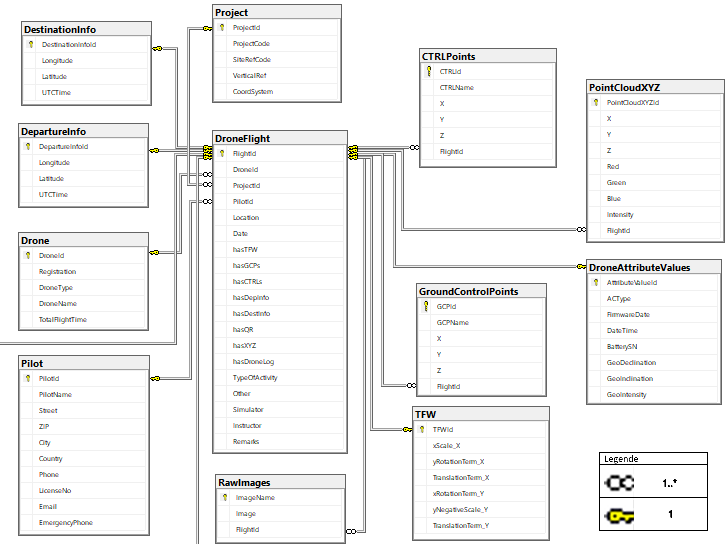 DestinationInfo
DestinationInfoId
Longitude
Latitude
UTCTime
DepartureInfo
DepartureInfoId
Longitude
Latitude
UTCTime
Drone
DroneId
Registration
DroneType
DroneName
TotalFlightTime
Pilot
PilotId
PilotName
Street
ZIP
City
Country
Phone
LicenseNo
Email
EmergencyPhone
Project
ProjectId
ProjectCode
SiteRefCode
VerticalRef
CoordSystem
DroneFlight
FlightId
DroneId
ProjectId
PilotId
Location
Date
hasTFW
hasGCPs
hasCTRLs
hasDepInfo
hasDestInfo
hasQR
hasXYZ
hasDroneLog
TypeOfActivity
Other
Simulator
Instructor
Remarks
RawImages
ImageName
Image
FlightId
CTRLPoints
CTRLId
CTRLName
X
Y
Z
FlightId
GroundControlPoints
GCPId
GCPName
X
Y
Z
FlightId
TFW
TFWId
xScale_X
yRotationTerm_X
TranslationTerm_X
xRotationTerm_Y
yNegativeScale_Y
TranslationTerm_Y
PointCloudXYZ
PointCloudXYZId
X
Y
Z
Red
Green
Blue
Intensity
FlightId
DroneAttributeValues
AttributeValueId
ACType
FirmwareDate
DateTime
BatterySN
GeoDeclination
GeoInclination
GeoIntensity
Legende
1..*
1